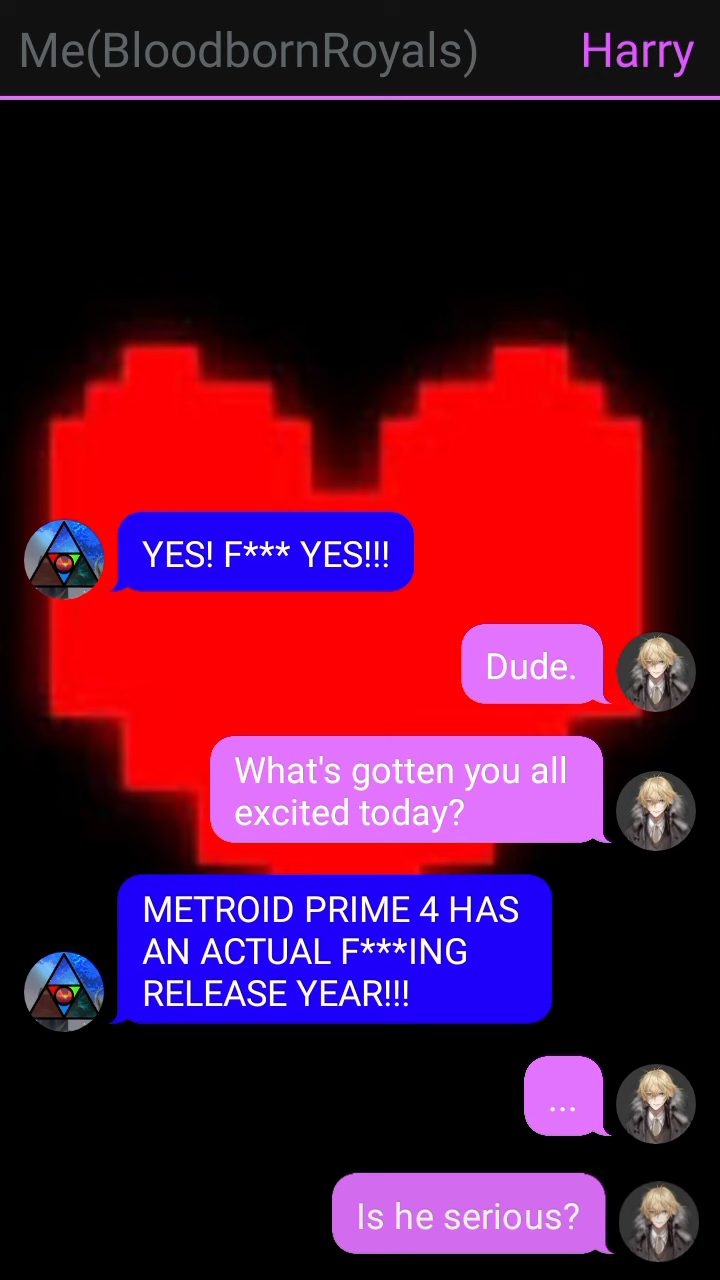 Me(BloodbornRoyals)
Harry
YES! F*** YES!!!
Dude.
What's gotten you all
excited today?
METROID PRIME 4 HAS
AN ACTUAL F***ING
RELEASE YEAR!!!
...
Is he serious?